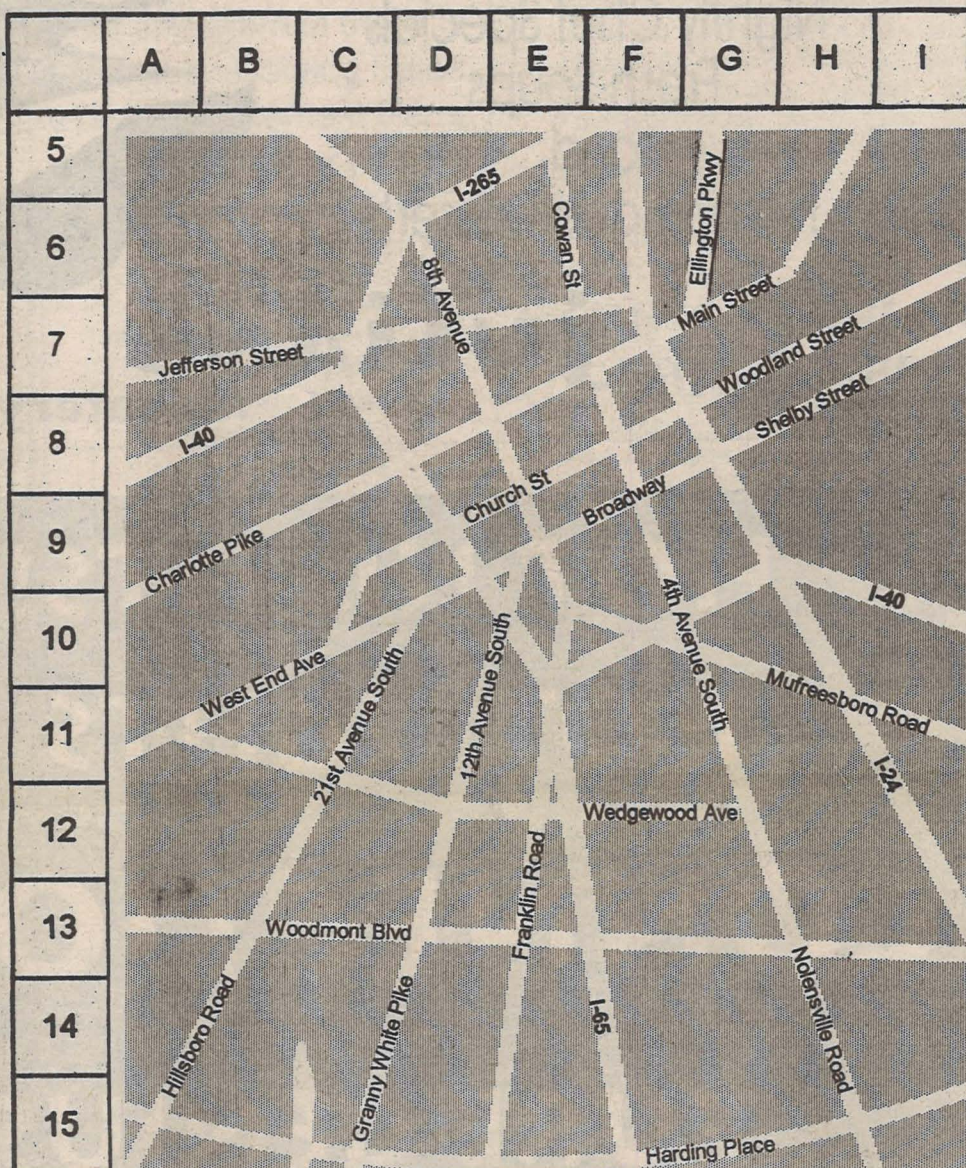 A B C D E F G H I
5
6
7
8
9
10
11
12
13
14
15
I-265
Cowan St
Ellington Pkwy
8th Avenue
Main Street
Jefferson Street
Woodland Street
Shelby Street
I-40
Church St
Broadway
Charlotte Pike
4th Avenue South
I-40
12th Avenue South
West End Ave
21st Avenue South
Mufreesboro Road
I-24
Wedgewood Ave
Franklin Road
Woodmont Blvd
Nolensville Road
Hillsboro Road
Granny White Pike
I-65
Harding Place